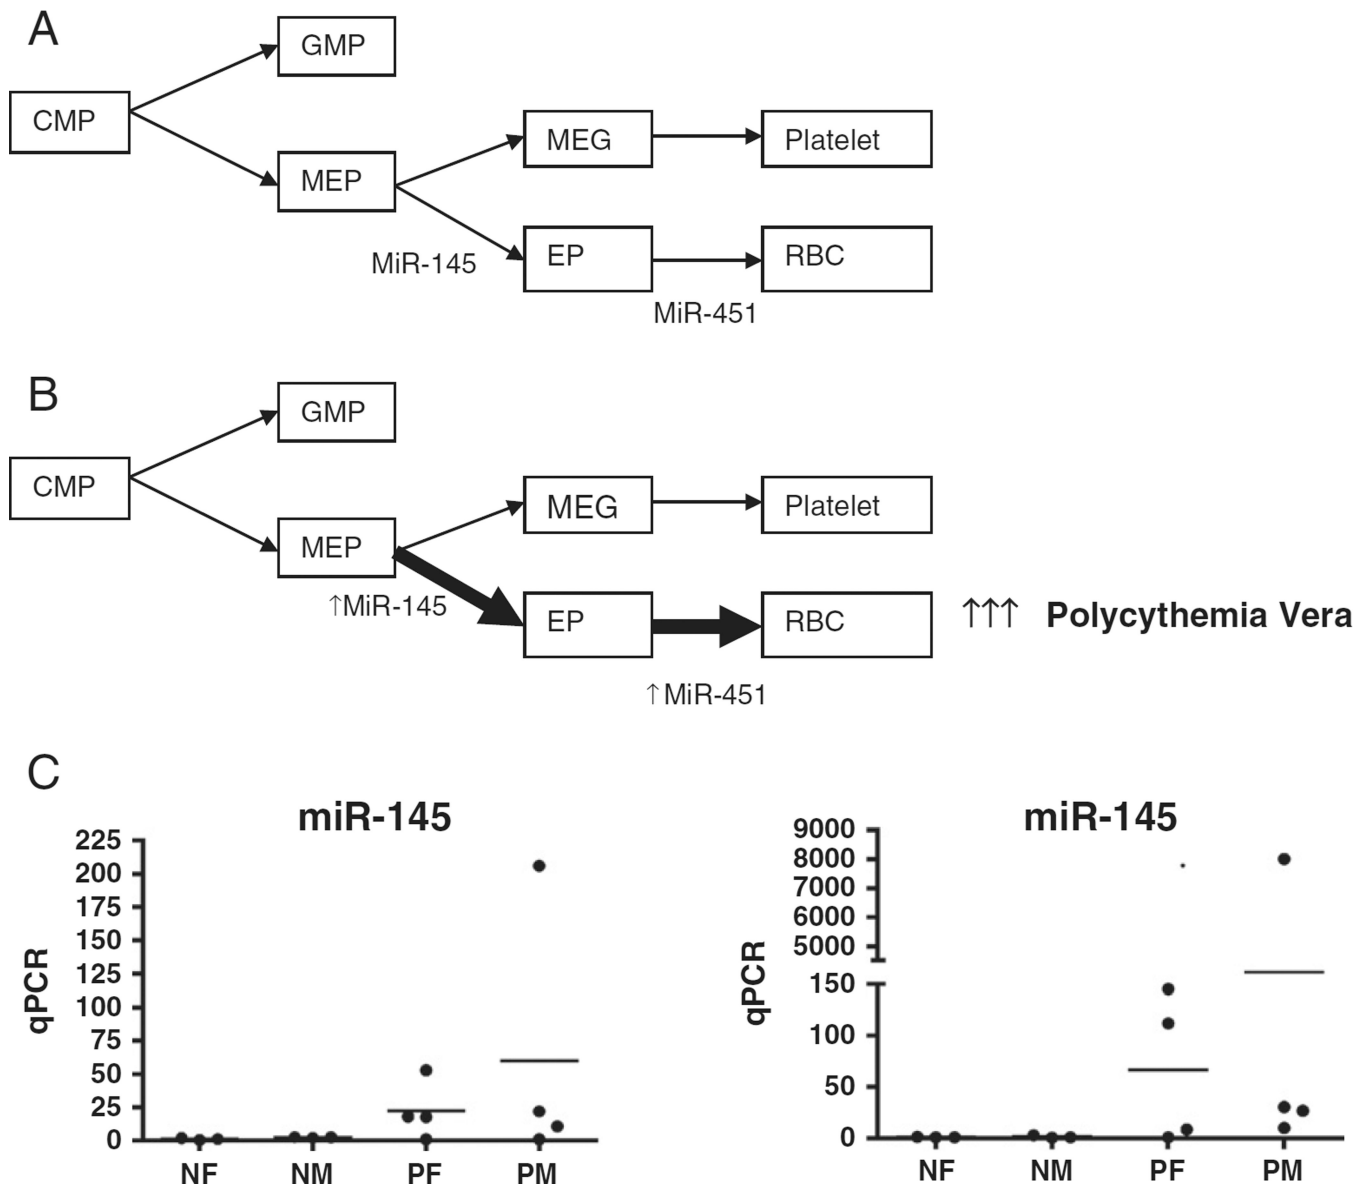 A
GMP
CMP
MEG
Platelet
MEP
EP
RBC
MiR-145
MiR-451
B
GMP
CMP
MEG
Platelet
MEP
↑MiR-145
EP
RBC
↑↑↑ Polycythemia Vera
↑MiR-451
C
miR-145
225
200
175
150
125
100
75
50
25
0
qPCR
NF NM PF PM
miR-145
9000
8000
7000
6000
5000
150
100
50
0
qPCR
NF NM PF PM